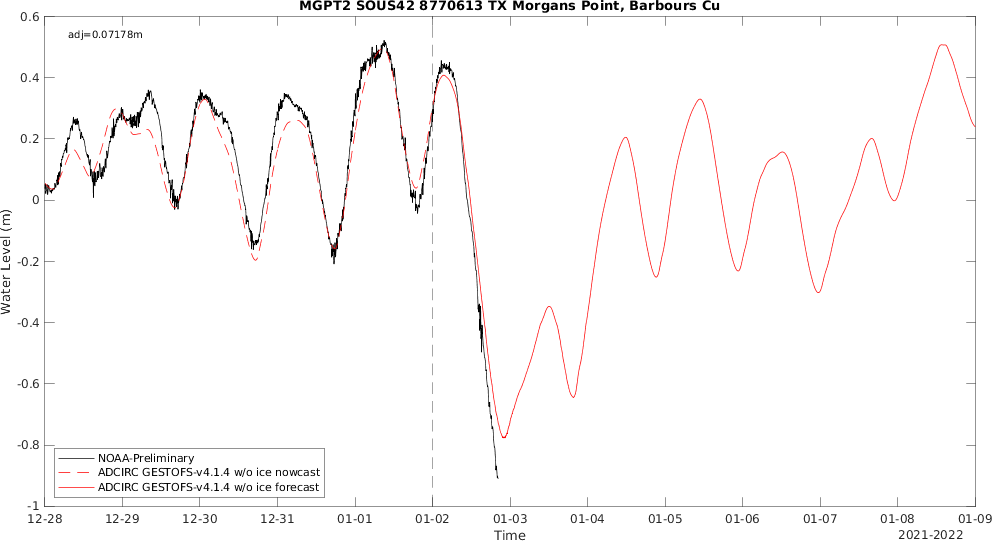 MGPT2 SOUS42 8770613 TX Morgans Point, Barbours Cu
adj=0.07178m
0.6
0.4
0.2
0
-0.2
-0.4
-0.6
-0.8
-1
Water Level (m)
NOAA-Preliminary
ADCIRC GESTOFS-v4.1.4 w/o ice nowcast
ADCIRC GESTOFS-v4.1.4 w/o ice forecast
12-28 12-29 12-30 12-31 01-01 01-02 01-03 01-04 01-05 01-06 01-07 01-08 01-09
Time
2021-2022